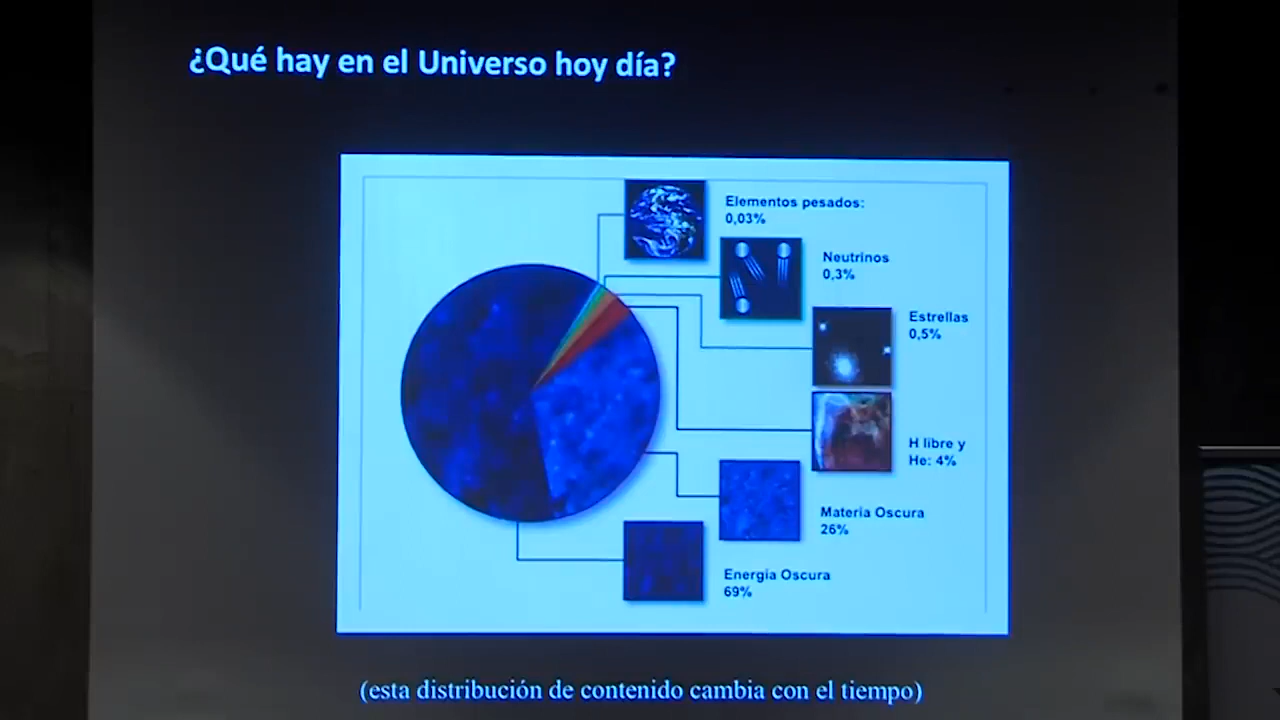 ¿Qué hay en el Universo hoy día?
Elementos pesados:
0,03%
Neutrinos
0,3%
Estrellas
0,5%
H libre y
He: 4%
Materia Oscura
26%
Energia Oscura
69%
(esta distribución de contenido cambia con el tiempo)